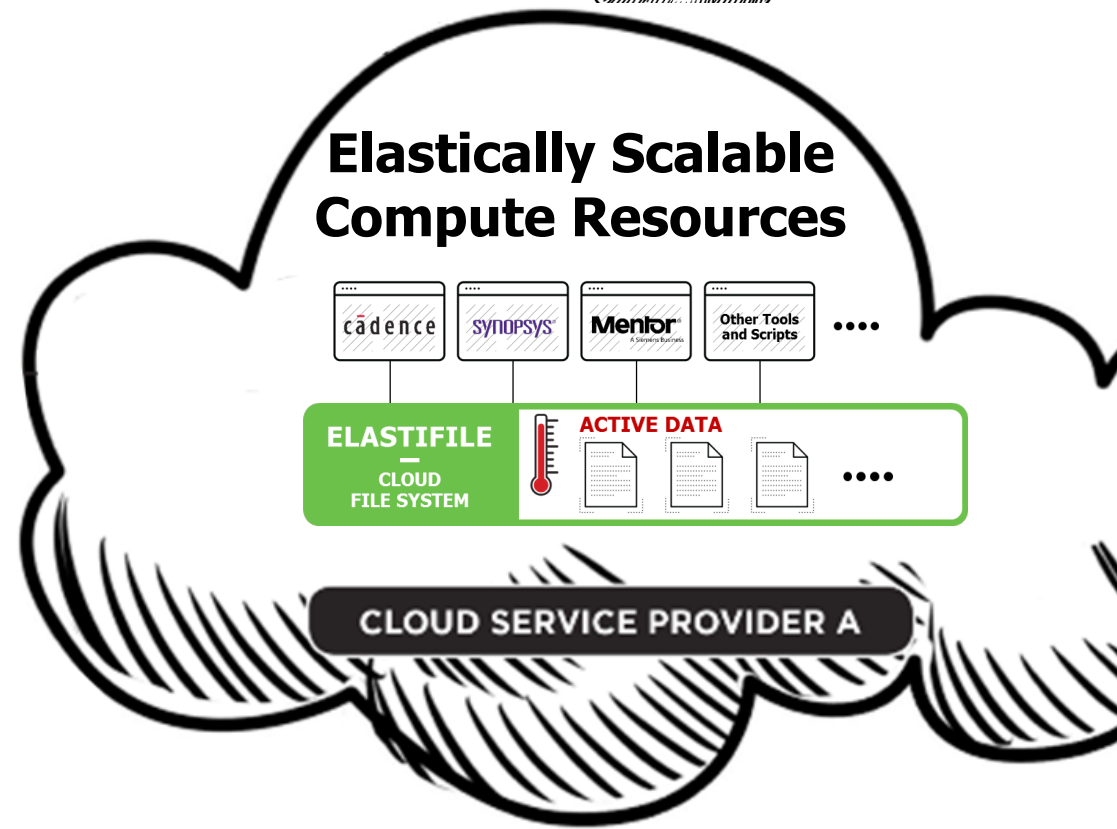 Elastically Scalable
Compute Resources
cādence
SYNOPSYS
Mentor
A Siemens Business
Other Tools
and Scripts
ELASTIFILE
CLOUD
FILE SYSTEM
ACTIVE DATA
CLOUD SERVICE PROVIDER A